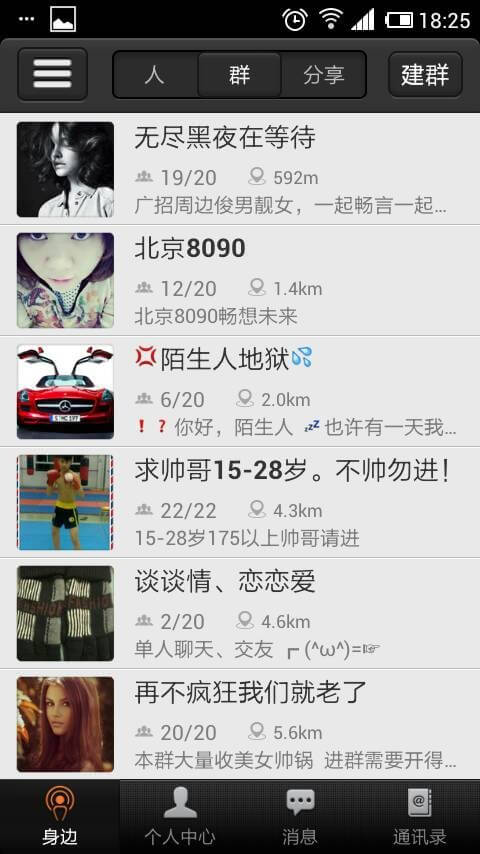 18:25
人 群 分享 建群
无尽黑夜在等待
19/20 592m
广招周边俊男靓女，一起畅言一起...
北京8090
12/20 1.4km
北京8090畅想未来
💢陌生人地狱💦
6/20 2.0km
❗❓你好，陌生人 💤也许有一天我...
求帅哥15-28岁。不帅勿进！
22/22 4.3km
15-28岁175以上帅哥请进
谈谈情、恋恋爱
2/20 4.6km
单人聊天、交友 ┏ (^ω^)=☞
再不疯狂我们就老了
20/20 5.6km
本群大量收美女帅锅 进群需要开得...
身边 个人中心 消息 通讯录